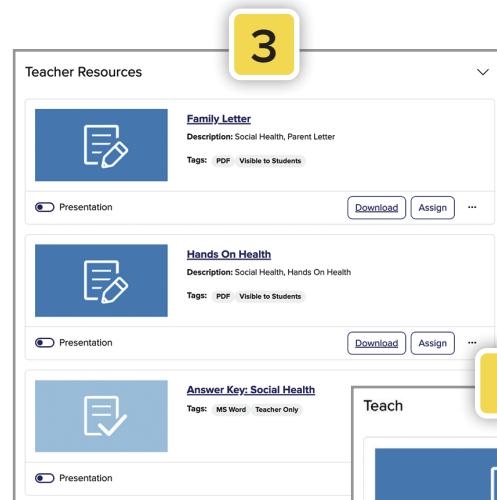 3
Teacher Resources
Family Letter
Description: Social Health, Parent Letter
Tags: PDF Visible to Students
Presentation
Download Assign ...
Hands On Health
Description: Social Health, Hands On Health
Tags: PDF Visible to Students
Presentation
Download Assign ...
Answer Key: Social Health
Tags: MS Word Teacher Only
Teach
Presentation